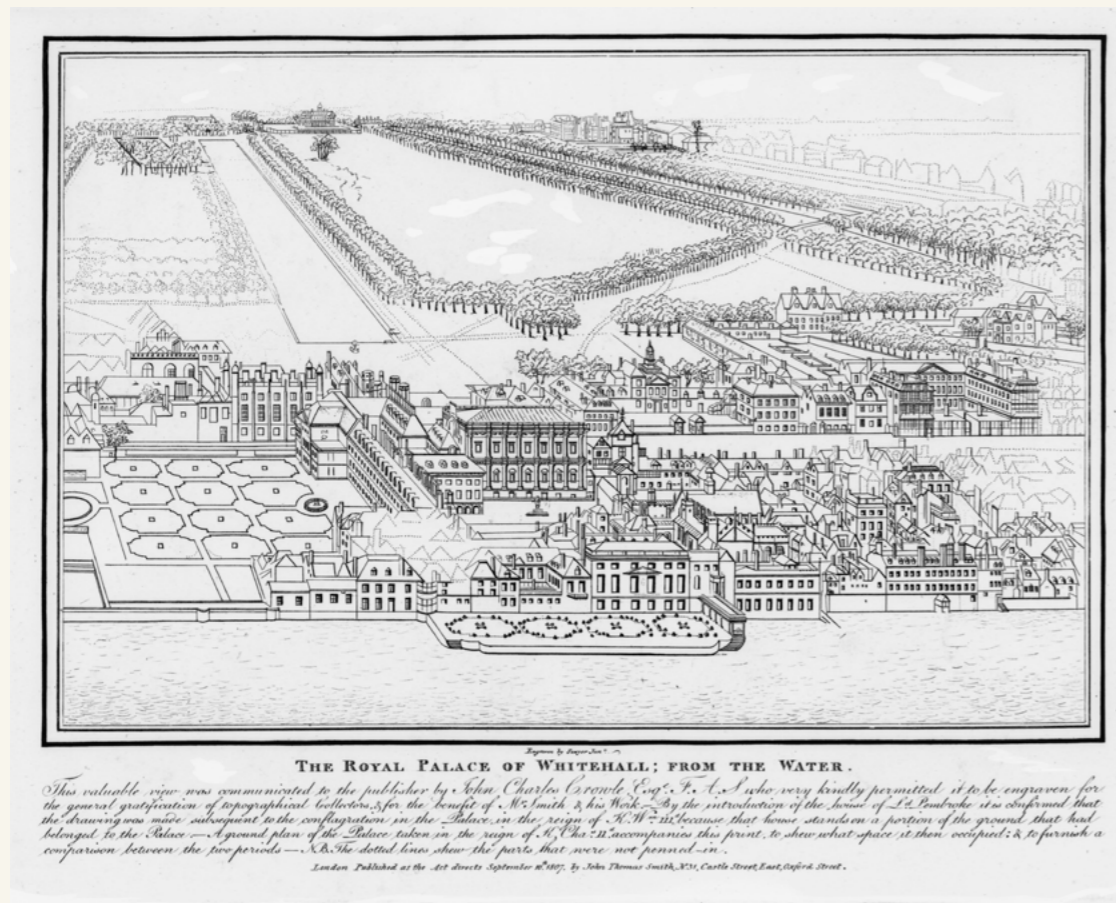 Engraved by Sawyer Junr.
THE ROYAL PALACE OF WHITEHALL; FROM THE WATER.
This valuable view was communicated to the publisher by John Charles Crowle Esqr. F.A.S who very kindly permitted it to be engraven for
the general gratification of topographical Collectors, & for the benefit of Mr. Smith & his Work.—By the introduction of the house of Ld. Pembroke it is confirmed that
the drawing was made subsequent to the conflagration in the Palace in the reign of K. Wm. III. because that house stands on a portion of the ground that had
belonged to the Palace — A ground plan of the Palace taken in the reign of K. Cha.s II. accompanies this print, to shew what space it then occupied; & to furnish a
comparison between the two periods — N.B. The dotted lines shew the parts that were not penned-in.
London Published as the Act directs September 10th. 1807. by John Thomas Smith, No. 31, Castle Street, East, Oxford Street.